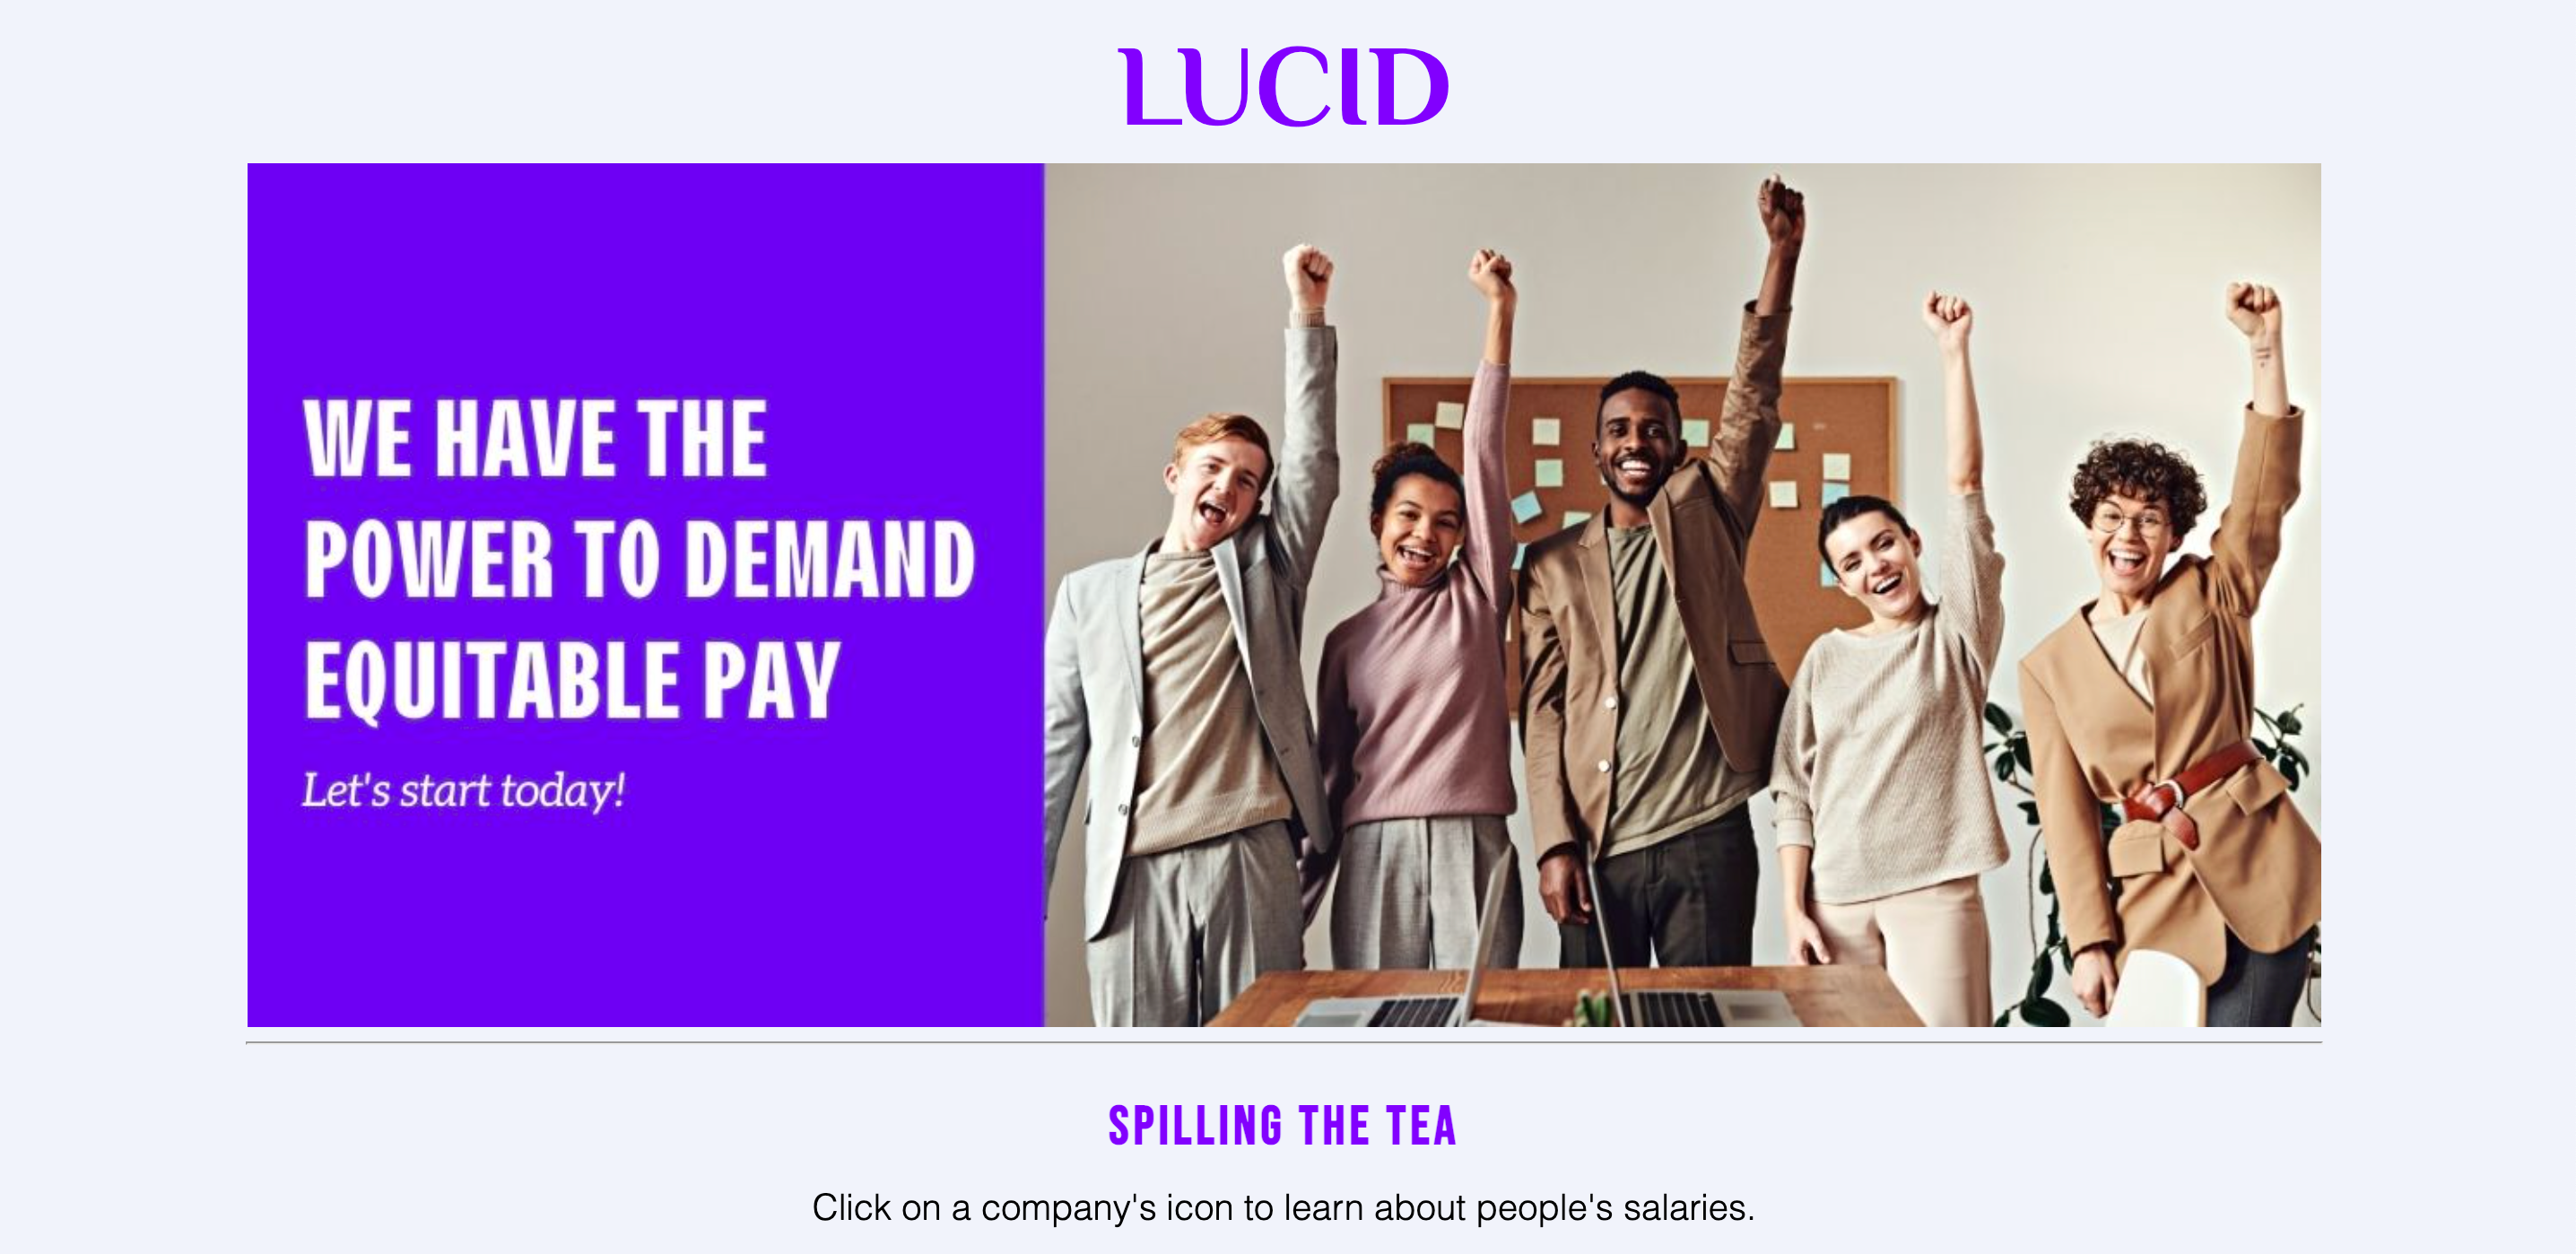 LUCID
WE HAVE THE
POWER TO DEMAND
EQUITABLE PAY
Let's start today!
SPILLING THE TEA
Click on a company's icon to learn about people's salaries.